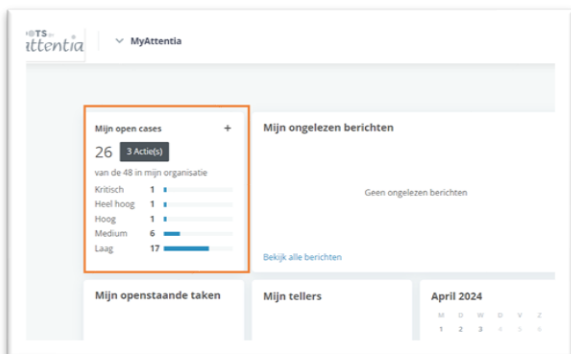 attentia
MyAttentia
Mijn open cases +
26 3 Actie(s)
van de 48 in mijn organisatie
Kritisch 1
Heel hoog 1
Hoog 1
Medium 6
Laag 17
Mijn ongelezen berichten
Geen ongelezen berichten
Bekijk alle berichten
Mijn openstaande taken
Mijn tellers
April 2024
M D W D V Z
1 2 3 4 5 6